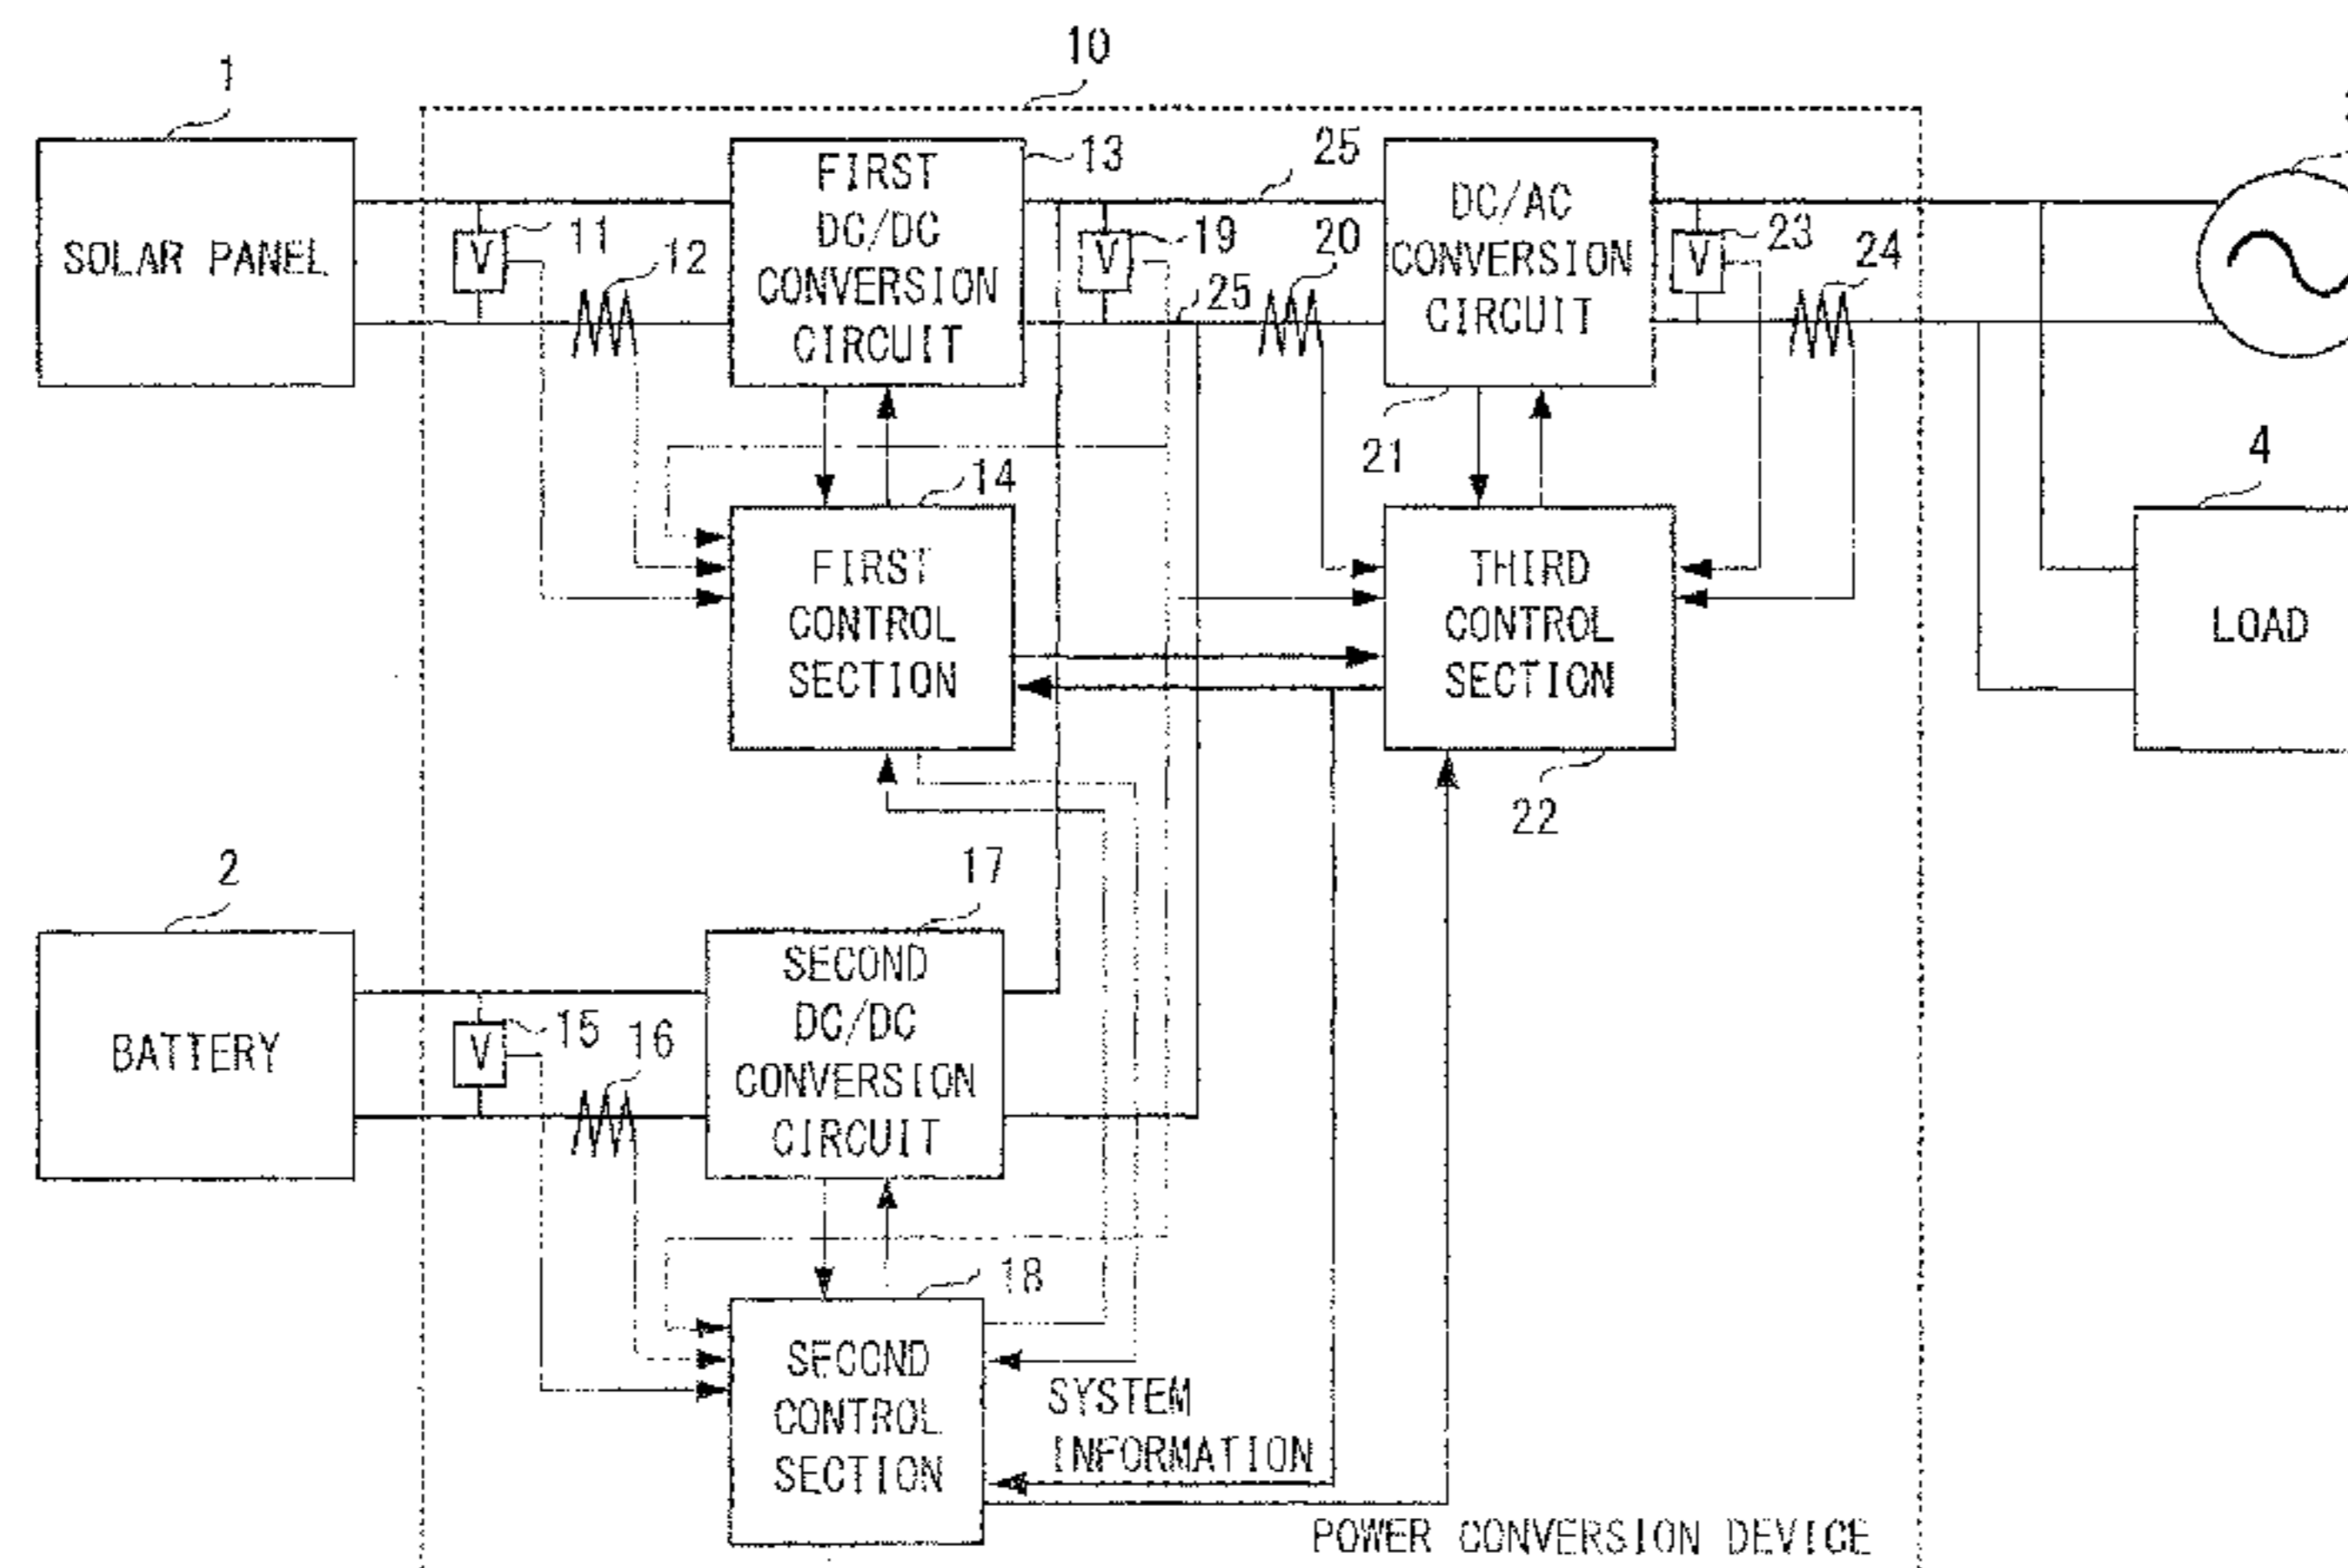 10
1
13
25
FIRST
DC/DC
CONVERSION
CIRCUIT
DC/AC
CONVERSION
CIRCUIT
SOLAR PANEL
V
11
12
V
19
20
25
V
23
24
21
4
14
FIRST
CONTROL
SECTION
THIRD
CONTROL
SECTION
LOAD
22
2
17
SECOND
DC/DC
CONVERSION
CIRCUIT
BATTERY
V
15
16
18
SECOND
CONTROL
SECTION
SYSTEM
INFORMATION
POWER CONVERSION DEVICE